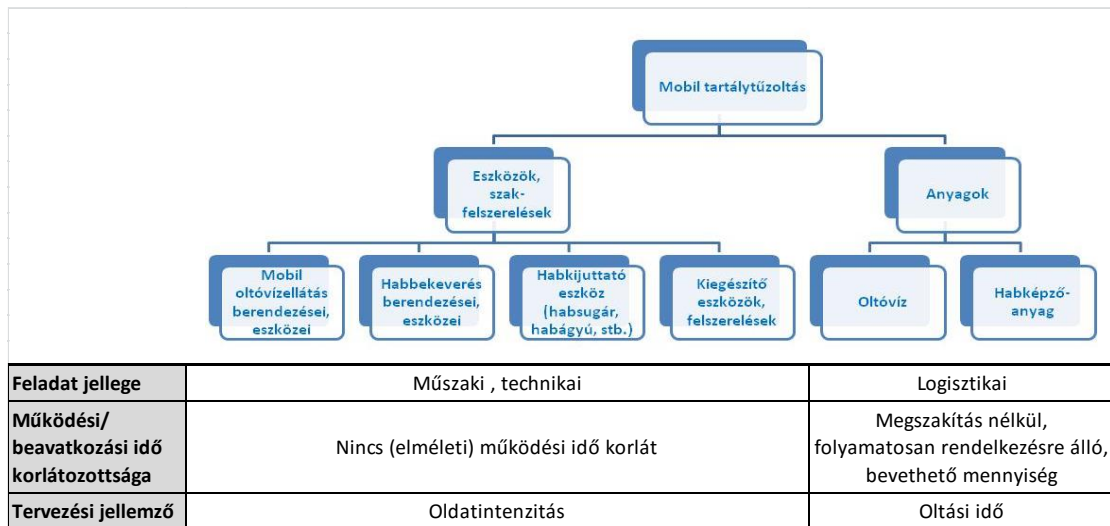 Mobil tartálytűzoltás
Eszközök,
szak-
felszerelések
Anyagok
Mobil
oltóvízellátás
berendezései,
eszközei
Habbekeverés
berendezései,
eszközei
Habkijuttató
eszköz
(habsugár,
habágyú, stb.)
Kiegészítő
eszközök,
felszerelések
Oltóvíz
Habképző-
anyag
Feladat jellege
Műszaki , technikai
Logisztikai
Működési/
beavatkozási idő
korlátozottsága
Nincs (elméleti) működési idő korlát
Megszakítás nélkül,
folyamatosan rendelkezésre álló,
bevethető mennyiség
Tervezési jellemző
Oldatintenzitás
Oltási idő